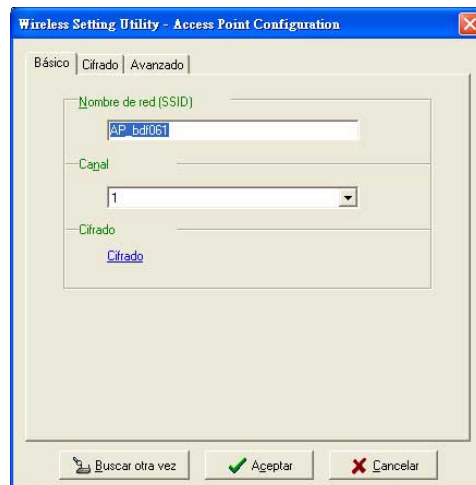 Wireless Setting Utility - Access Point Configuration
Básico Cifrado Avanzado
Nombre de red (SSID)
AP_bdf061
Canal
1
Cifrado
Cifrado
Buscar otra vez Aceptar Cancelar